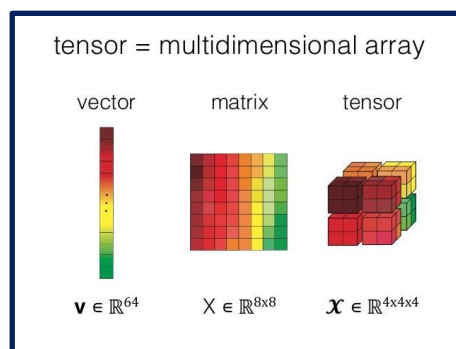 tensor = multidimensional array
vector matrix tensor
𝐯 ∈ ℝ⁶⁴ X ∈ ℝ⁸ˣ⁸ 𝓧 ∈ ℝ⁴ˣ⁴ˣ⁴